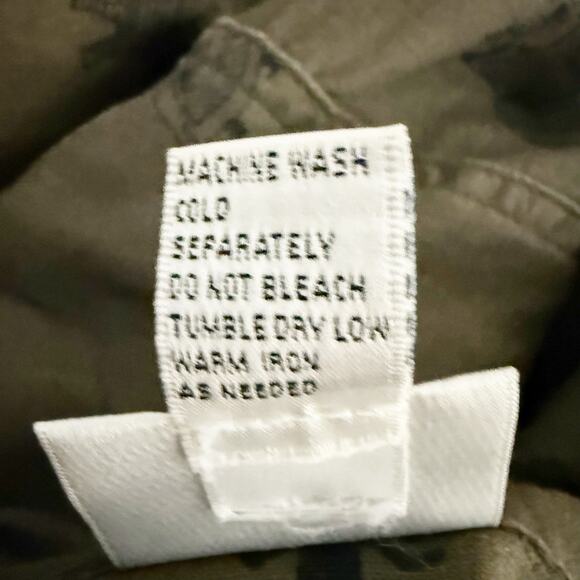 MACHINE WASH
COLD
SEPARATELY
DO NOT BLEACH
TUMBLE DRY LOW
WARM IRON
AS NEEDED